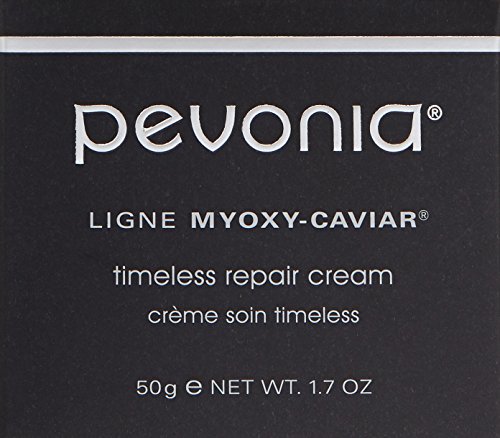 pevonia®
LIGNE MYOXY-CAVIAR®
timeless repair cream
crème soin timeless
50g e NET WT. 1.7 OZ